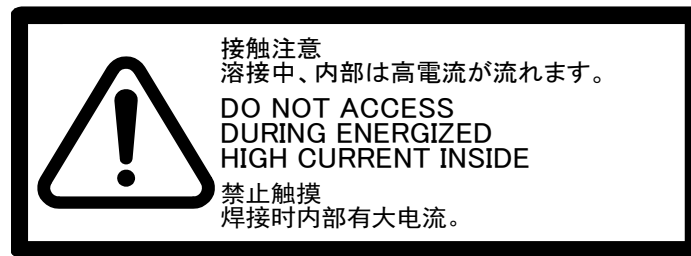 接触注意
溶接中、内部は高電流が流れます。
DO NOT ACCESS
DURING ENERGIZED
HIGH CURRENT INSIDE
禁止触摸
焊接时内部有大电流。